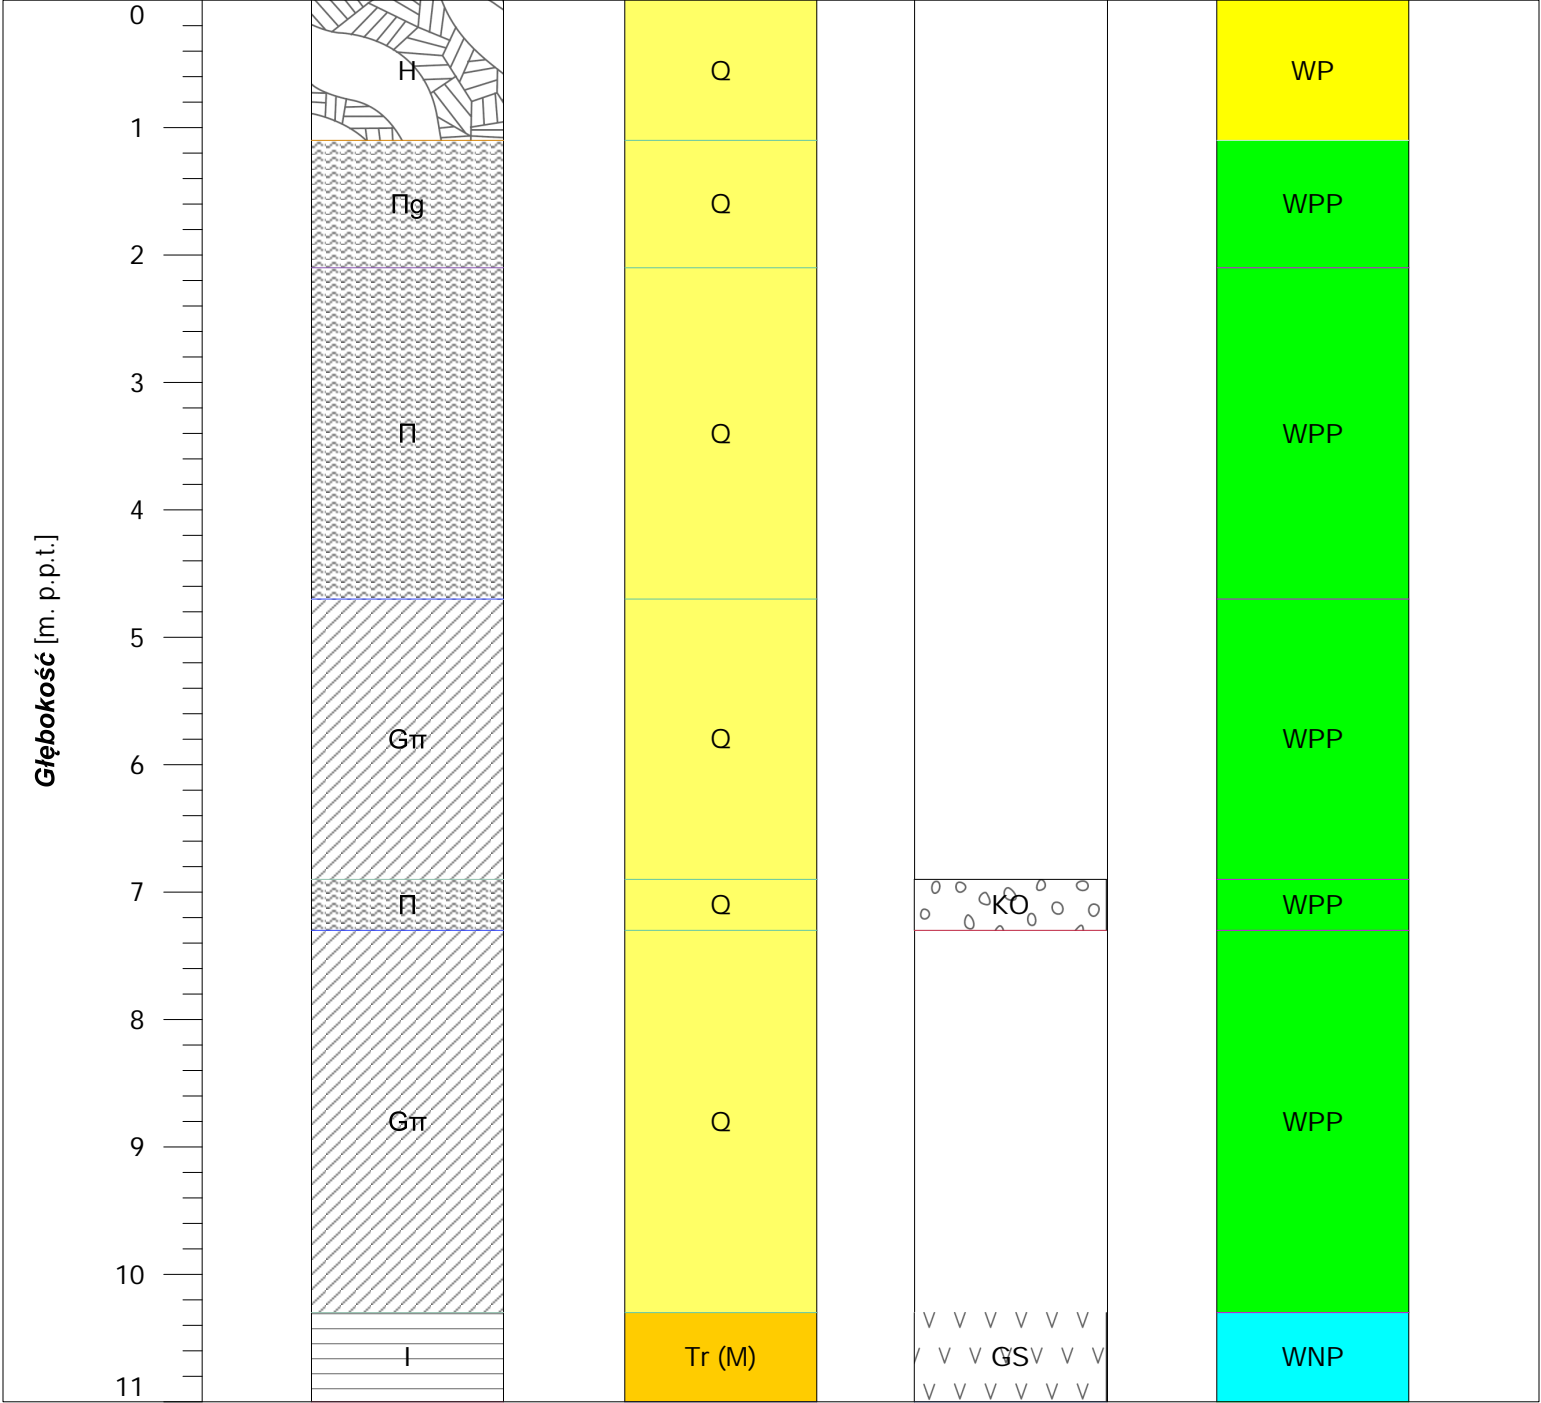 0
H Q WP
1
Πg Q WPP
2
3
Π Q WPP
4
Głębokość [m. p.p.t.]
5
Gπ Q WPP
6
7
Π Q KO WPP
8
Gπ Q WPP
9
10
I Tr (M) GS WNP
11